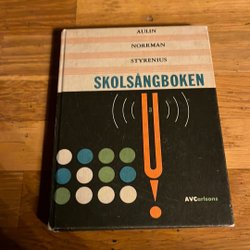 AULIN
NORRMAN
STYRENIUS
SKOLSÅNGBOKEN
a
AVCarlsons